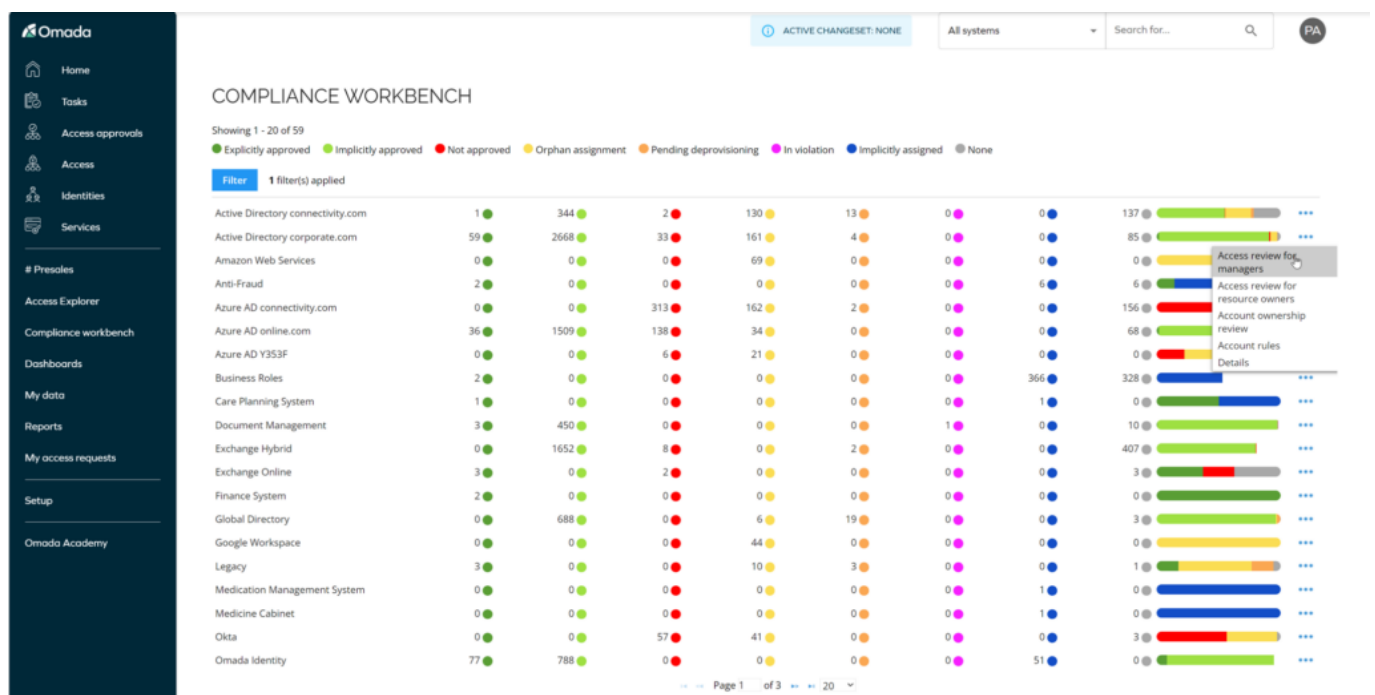 Omada
ACTIVE CHANGESET: NONE
All systems
Search for...
PA
Home
Tasks
Access approvals
Access
Identities
Services
# Presales
Access Explorer
Compliance workbench
Dashboards
My data
Reports
My access requests
Setup
Omada Academy
COMPLIANCE WORKBENCH
Showing 1 - 20 of 59
Explicitly approved Implicitly approved Not approved Orphan assignment Pending deprovisioning In violation Implicitly assigned None
Filter 1 filter(s) applied
Active Directory connectivity.com 1 344 2 130 13 0 0 137
Active Directory corporate.com 59 2668 33 161 4 0 0 85
Amazon Web Services 0 0 0 69 0 0 0 0
Anti-Fraud 2 0 0 0 0 0 6 6
Azure AD connectivity.com 0 0 313 162 2 0 0 156
Azure AD online.com 36 1509 138 34 0 0 0 68
Azure AD Y353F 0 0 6 21 0 0 0 0
Business Roles 2 0 0 0 0 0 366 328
Care Planning System 1 0 0 0 0 0 1 0
Document Management 3 450 0 0 0 1 0 10
Exchange Hybrid 0 1652 8 0 2 0 0 407
Exchange Online 3 0 2 0 0 0 0 3
Finance System 2 0 0 0 0 0 0 0
Global Directory 0 688 0 6 19 0 0 3
Google Workspace 0 0 0 44 0 0 0 0
Legacy 3 0 0 10 3 0 0 1
Medication Management System 0 0 0 0 0 0 1 0
Medicine Cabinet 0 0 0 0 0 0 1 0
Okta 0 0 57 41 0 0 0 3
Omada Identity 77 788 0 0 0 0 51 0
Access review for
managers
Access review for
resource owners
Account ownership
review
Account rules
Details
Page 1 of 3 20